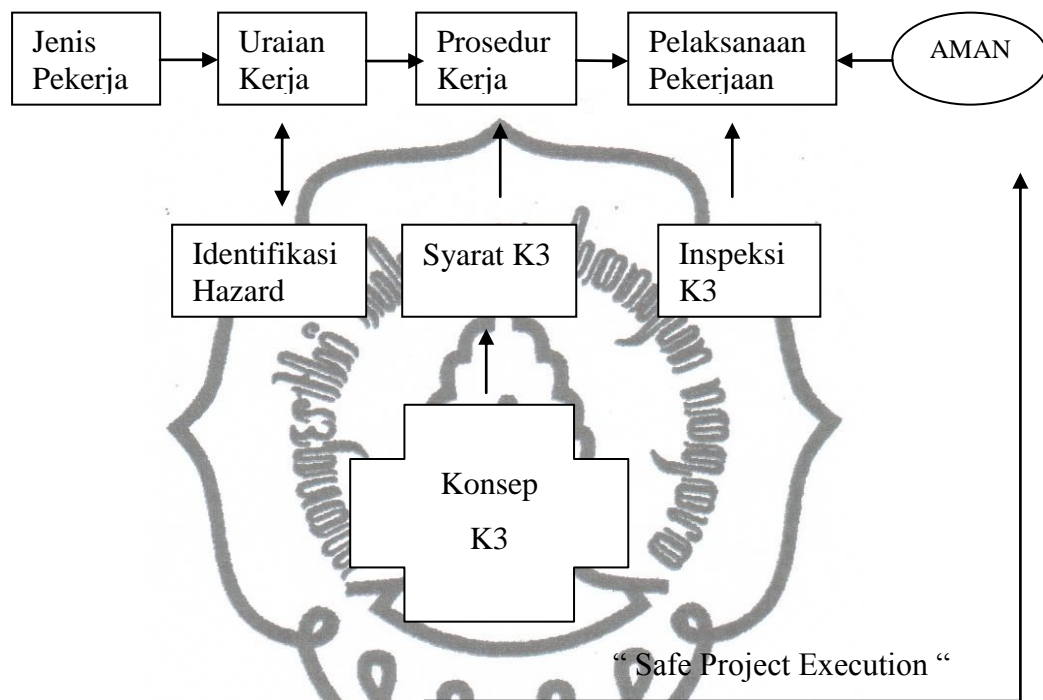 Jenis
Pekerja
Uraian
Kerja
Prosedur
Kerja
Pelaksanaan
Pekerjaan
AMAN
Identifikasi
Hazard
Syarat K3
Inspeksi
K3
Konsep
K3
“ Safe Project Execution “